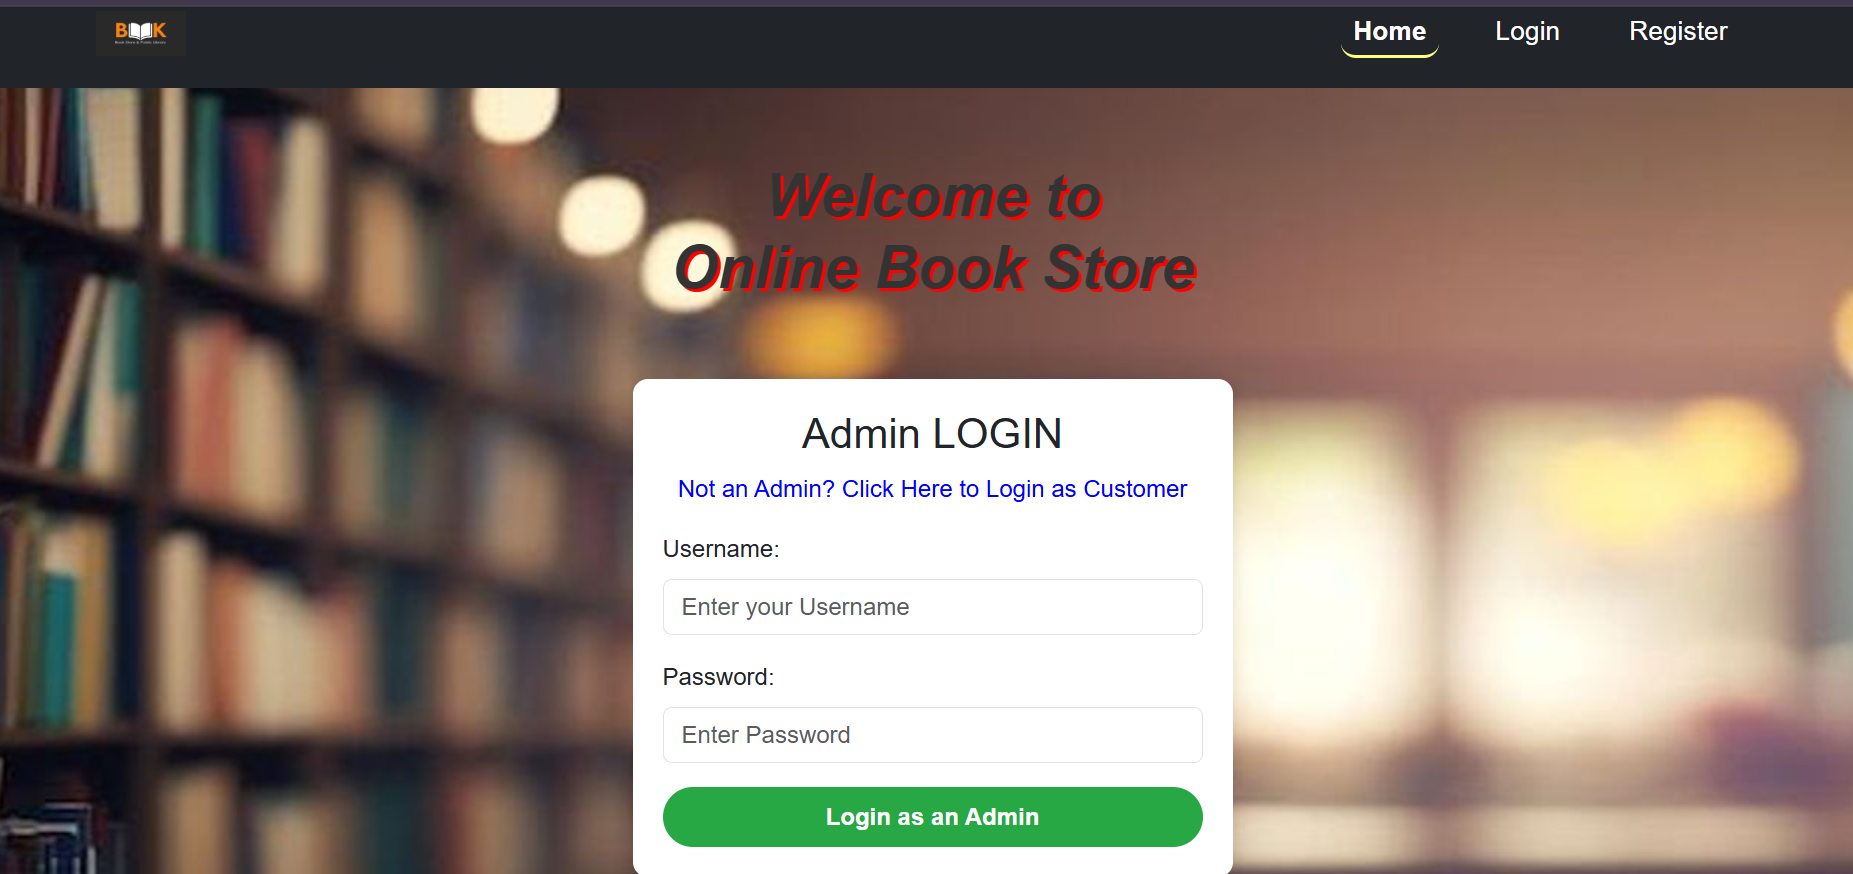 BOOK
Home
Login
Register
Welcome to
Online Book Store
Admin LOGIN
Not an Admin? Click Here to Login as Customer
Username:
Enter your Username
Password:
Enter Password
Login as an Admin